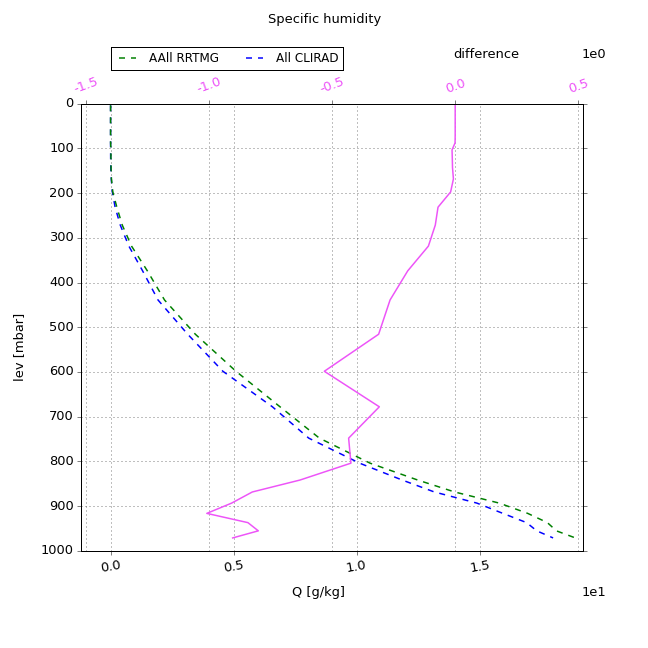 Specific humidity
AAll RRTMG All CLIRAD difference 1e0
-1.5 -1.0 -0.5 0.0 0.5
0
100
200
300
400
500
600
700
800
900
1000
lev [mbar]
0.0 0.5 1.0 1.5
Q [g/kg] 1e1